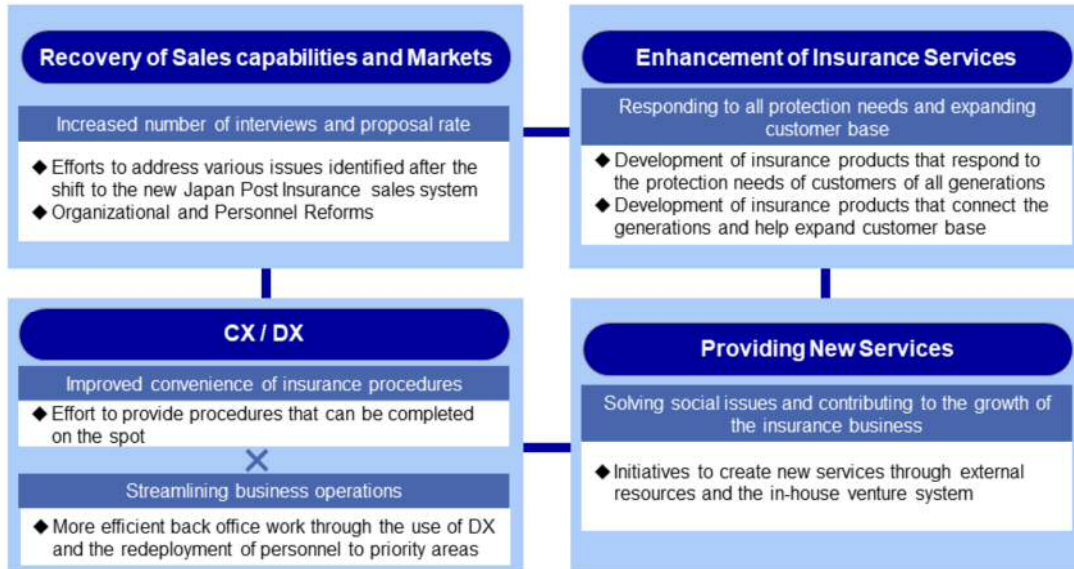 Recovery of Sales capabilities and Markets
Increased number of interviews and proposal rate
◆ Efforts to address various issues identified after the
shift to the new Japan Post Insurance sales system
◆ Organizational and Personnel Reforms
Enhancement of Insurance Services
Responding to all protection needs and expanding
customer base
◆ Development of insurance products that respond to
the protection needs of customers of all generations
◆ Development of insurance products that connect the
generations and help expand customer base
CX / DX
Improved convenience of insurance procedures
◆ Effort to provide procedures that can be completed
on the spot
×
Streamlining business operations
◆ More efficient back office work through the use of DX
and the redeployment of personnel to priority areas
Providing New Services
Solving social issues and contributing to the growth of
the insurance business
◆ Initiatives to create new services through external
resources and the in-house venture system